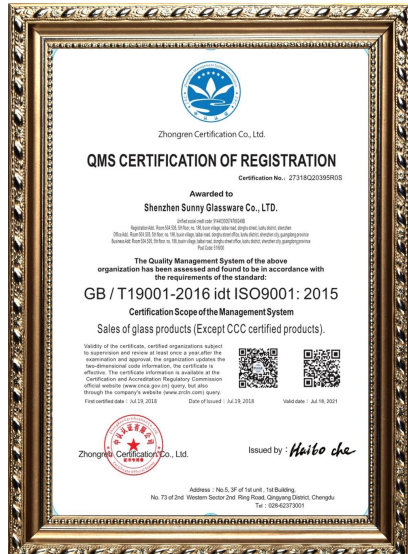 Zhongren Certification Co., Ltd.
QMS CERTIFICATION OF REGISTRATION
Certification No.: 27318Q20395R0S
Awarded to
Shenzhen Sunny Glassware Co., LTD.
The Quality Management System of the above
organization has been assessed and found to be in accordance with
the requirements of the standard:
GB / T19001-2016 idt ISO9001: 2015
Certification Scope of the Management System
Sales of glass products (Except CCC certified products).
Validity of the certificate, certified organizations subject
to supervision and review at least once a year,after the
examination and approval, the organization updates the
two-dimensional code information, the certificate is
effective. The certificate information is available at the
Certification and Accreditation Regulatory Commission
official website (www.cnca.gov.cn) query, but also
through the company's website (www.zrcln.com) query.
First certified date : Jul.19, 2018 Date of Issued : Jul.19, 2018 Valid date : Jul.18, 2021
Zhongren Certification Co., Ltd.
Issued by : Haibo che
Address : No.5, 3F of 1st unit , 1st Building,
No. 73 of 2nd Western Sector 2nd Ring Road, Qingyang District, Chengdu
Tel : 028-62373001